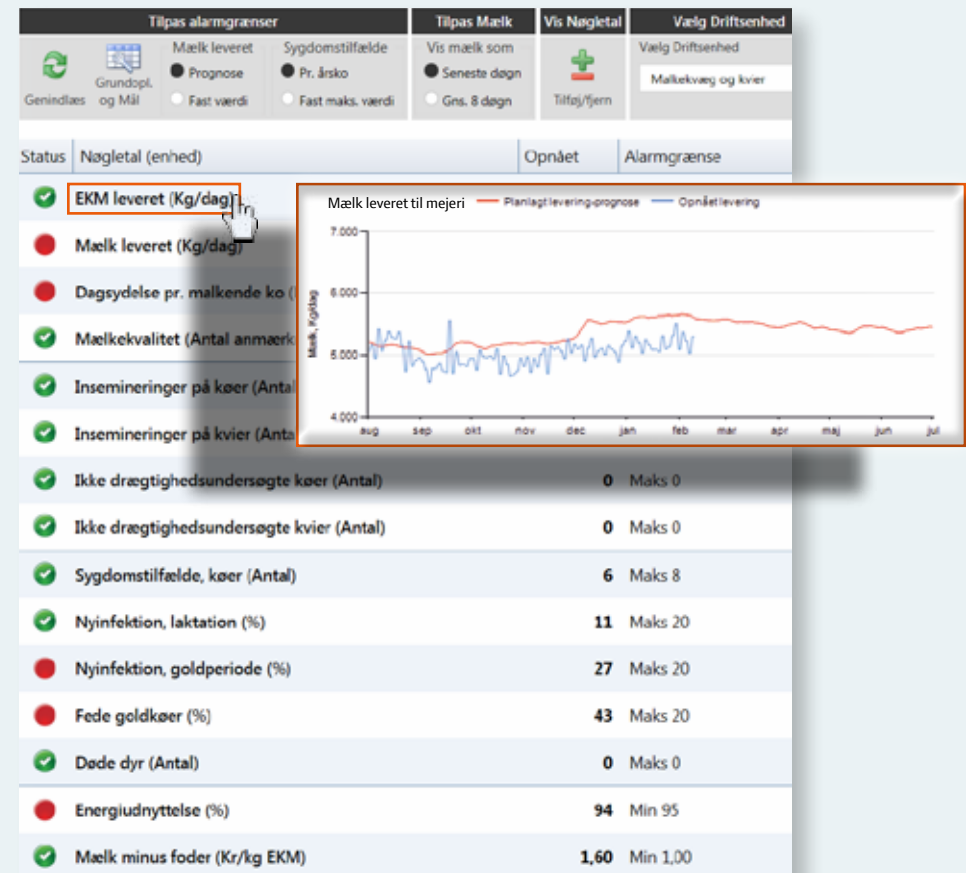 Tilpas alarmgrænser
Tilpas Mælk
Vis Nøgletal
Vælg Driftsenhed
Genindlæs
Grundopl.
og Mål
Mælk leveret
Prognose
Fast værdi
Sygdomstilfælde
Pr. årsko
Fast maks. værdi
Vis mælk som
Seneste døgn
Gns. 8 døgn
Tilføj/fjern
Vælg Driftsenhed
Malkekvæg og kvier
Status Nøgletal (enhed) Opnået Alarmgrænse
EKM leveret (Kg/dag)
Mælk leveret (Kg/dag)
Dagsydelse pr. malkende ko (
Mælkekvalitet (Antal anmærk
Insemineringer på køer (Antal
Insemineringer på kvier (Anta
Mælk leveret til mejeri Planlagt levering-prognose Opnået levering
Mælk, Kg/dag
7.000
6.000
5.000
4.000
aug sep okt nov dec jan feb mar apr maj jun jul
Ikke drægtighedsundersøgte køer (Antal) 0 Maks 0
Ikke drægtighedsundersøgte kvier (Antal) 0 Maks 0
Sygdomstilfælde, køer (Antal) 6 Maks 8
Nyinfektion, laktation (%) 11 Maks 20
Nyinfektion, goldperiode (%) 27 Maks 20
Fede goldkøer (%) 43 Maks 20
Døde dyr (Antal) 0 Maks 0
Energiudnyttelse (%) 94 Min 95
Mælk minus foder (Kr/kg EKM) 1,60 Min 1,00